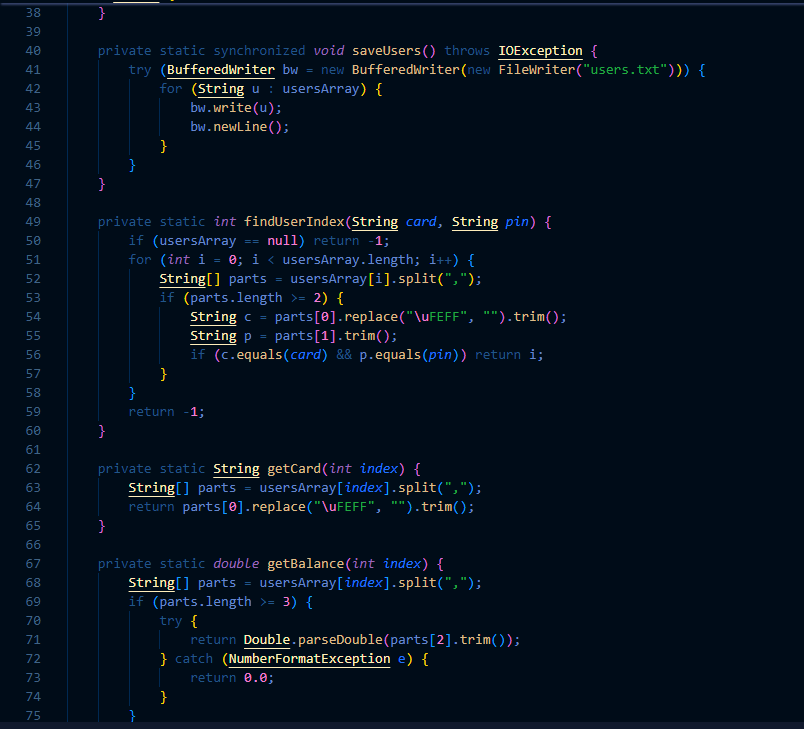 38         }
39
40         private static synchronized void saveUsers() throws IOException {
41             try (BufferedWriter bw = new BufferedWriter(new FileWriter("users.txt"))) {
42                 for (String u : usersArray) {
43                     bw.write(u);
44                     bw.newLine();
45                 }
46             }
47         }
48
49         private static int findUserIndex(String card, String pin) {
50             if (usersArray == null) return -1;
51             for (int i = 0; i < usersArray.length; i++) {
52                 String[] parts = usersArray[i].split(",");
53                 if (parts.length >= 2) {
54                     String c = parts[0].replace("\uFEFF", "").trim();
55                     String p = parts[1].trim();
56                     if (c.equals(card) && p.equals(pin)) return i;
57                 }
58             }
59             return -1;
60         }
61
62         private static String getCard(int index) {
63             String[] parts = usersArray[index].split(",");
64             return parts[0].replace("\uFEFF", "").trim();
65         }
66
67         private static double getBalance(int index) {
68             String[] parts = usersArray[index].split(",");
69             if (parts.length >= 3) {
70                 try {
71                     return Double.parseDouble(parts[2].trim());
72                 } catch (NumberFormatException e) {
73                     return 0.0;
74                 }
75             }